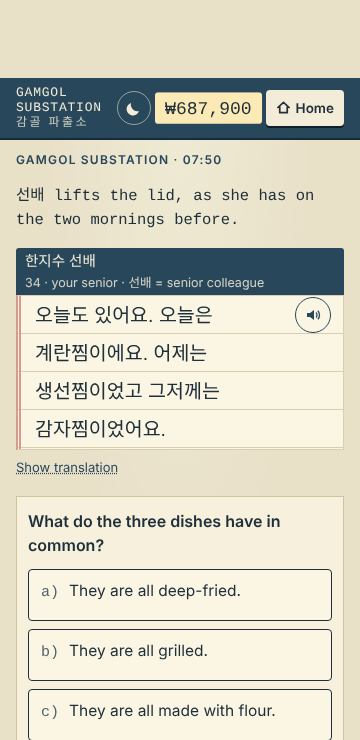 GAMGOL
SUBSTATION
감골 파출소
₩687,900
Home
GAMGOL SUBSTATION · 07:50
선배 lifts the lid, as she has on
the two mornings before.
한지수 선배
34 · your senior · 선배 = senior colleague
오늘도 있어요. 오늘은
계란찜이에요. 어제는
생선찜이었고 그저께는
감자찜이었어요.
Show translation
What do the three dishes have in
common?
a) They are all deep-fried.
b) They are all grilled.
c) They are all made with flour.